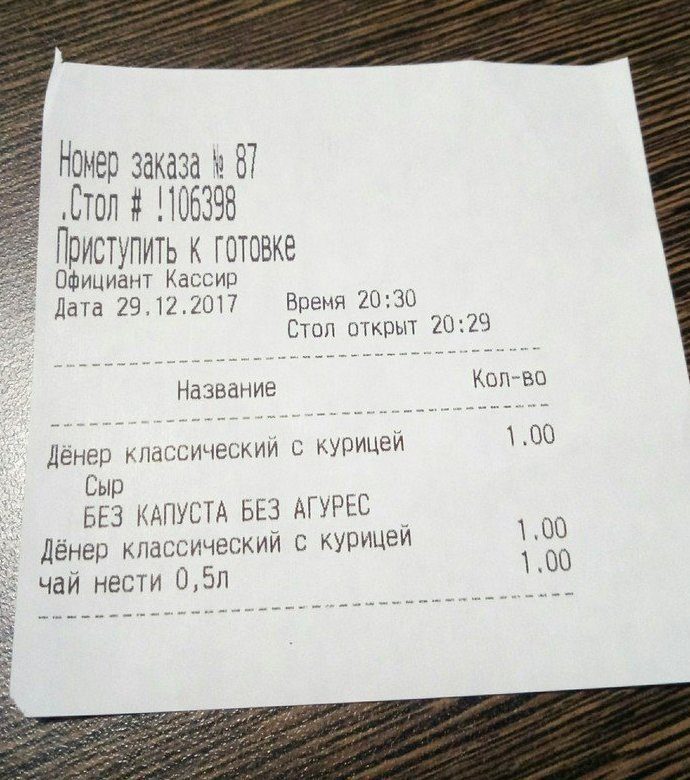 Номер заказа № 87
.Стол # !106398
Приступить к готовке
Официант Кассир
Дата 29.12.2017 Время 20:30
Стол открыт 20:29
Название Кол-во
Дёнер классический с курицей 1.00
Сыр
БЕЗ КАПУСТА БЕЗ АГУРЕС
Дёнер классический с курицей 1.00
чай нести 0,5л 1.00